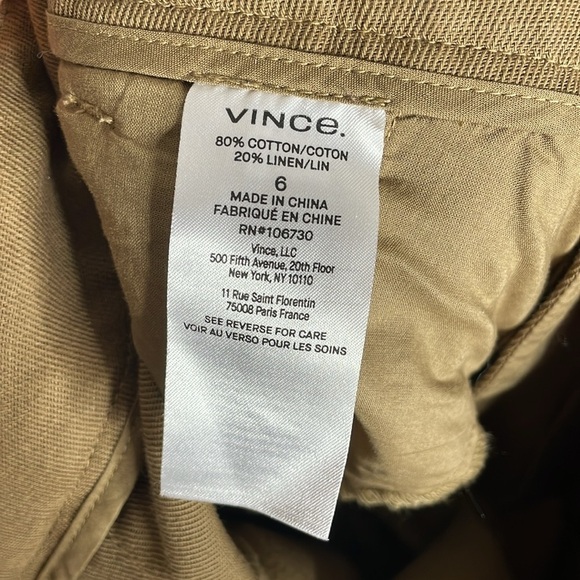 VINCe.
80% COTTON/COTON
20% LINEN/LIN
6
MADE IN CHINA
FABRIQUÉ EN CHINE
RN#106730
Vince, LLC
500 Fifth Avenue, 20th Floor
New York, NY 10110
11 Rue Saint Florentin
75008 Paris France
SEE REVERSE FOR CARE
VOIR AU VERSO POUR LES SOINS